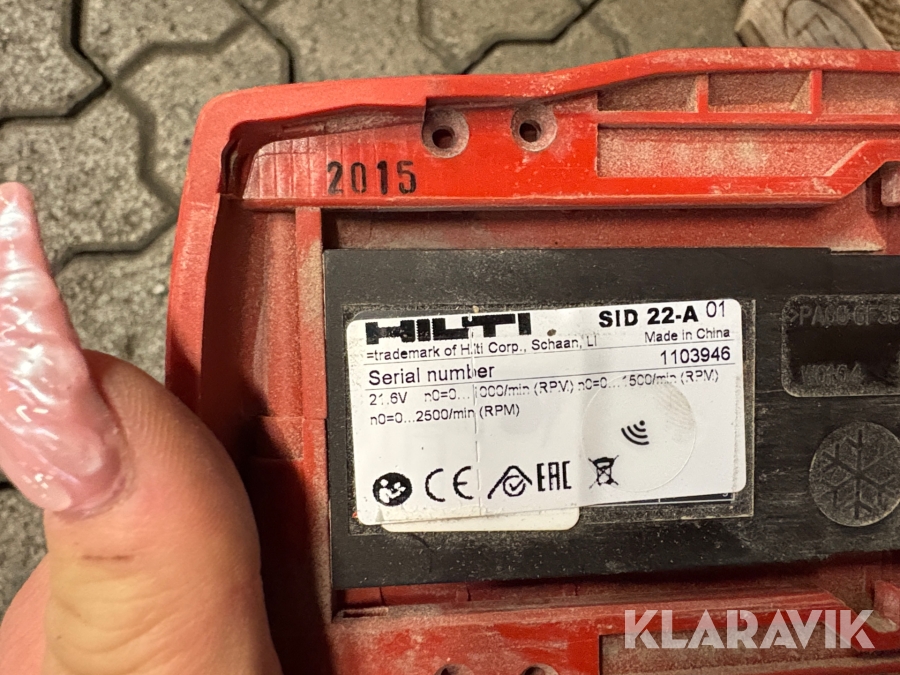 2015
HILTI SID 22-A 01
=trademark of Hilti Corp., Schaan, LI Made in China
Serial number 1103946
21.6V n0=0... 1000/min (RPM) n0=0...1500/min (RPM)
n0=0...2500/min (RPM)
CE EAC
KLARAVIK